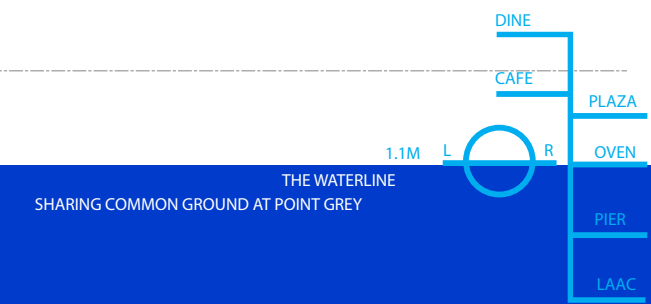 DINE
CAFE
PLAZA
1.1M L R OVEN
THE WATERLINE
SHARING COMMON GROUND AT POINT GREY
PIER
LAAC